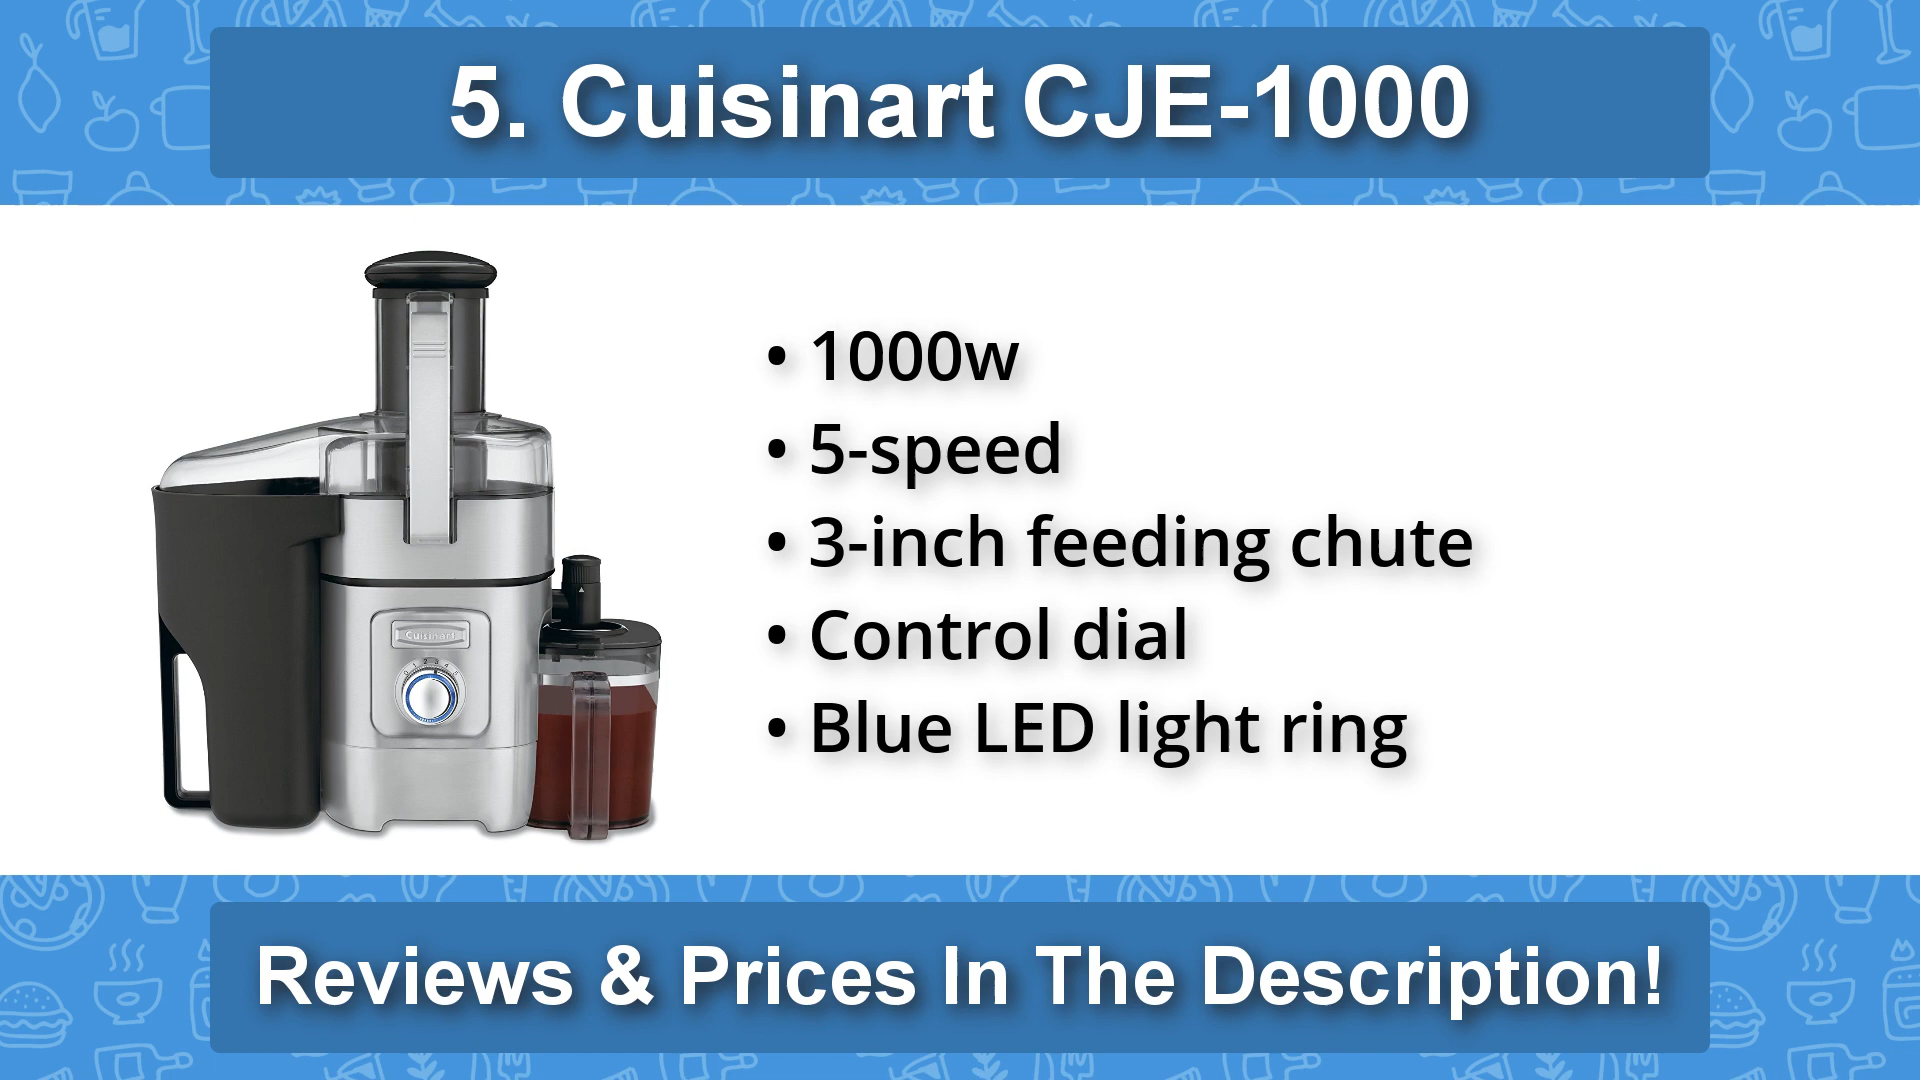 5. Cuisinart CJE-1000
• 1000w
• 5-speed
• 3-inch feeding chute
• Control dial
• Blue LED light ring
Cuisinart
Reviews & Prices In The Description!